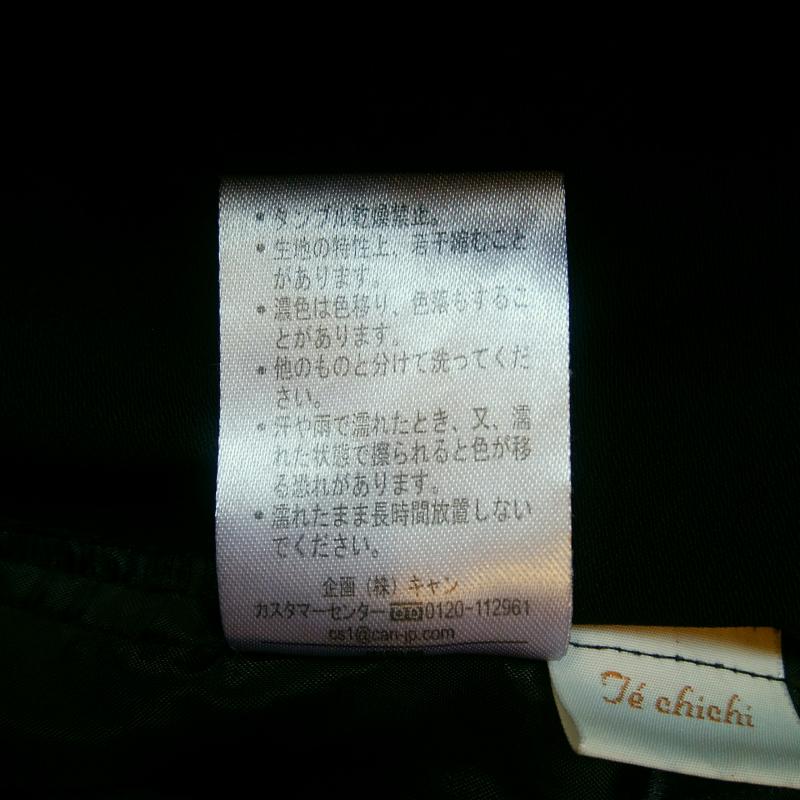 ・タンブル乾燥禁止。
・生地の特性上、若干縮むこと
があります。
・濃色は色移り、色落ちすること
とがあります。
・他のものと分けて洗ってくだ
さい。
・汗や雨で濡れたとき、又、濡
れた状態で擦られると色が移
る恐れがあります。
・濡れたまま長時間放置しない
でください。
企画（株）キャン
カスタマーセンター 0120-112961
cs1@can-jp.com
Té chichi